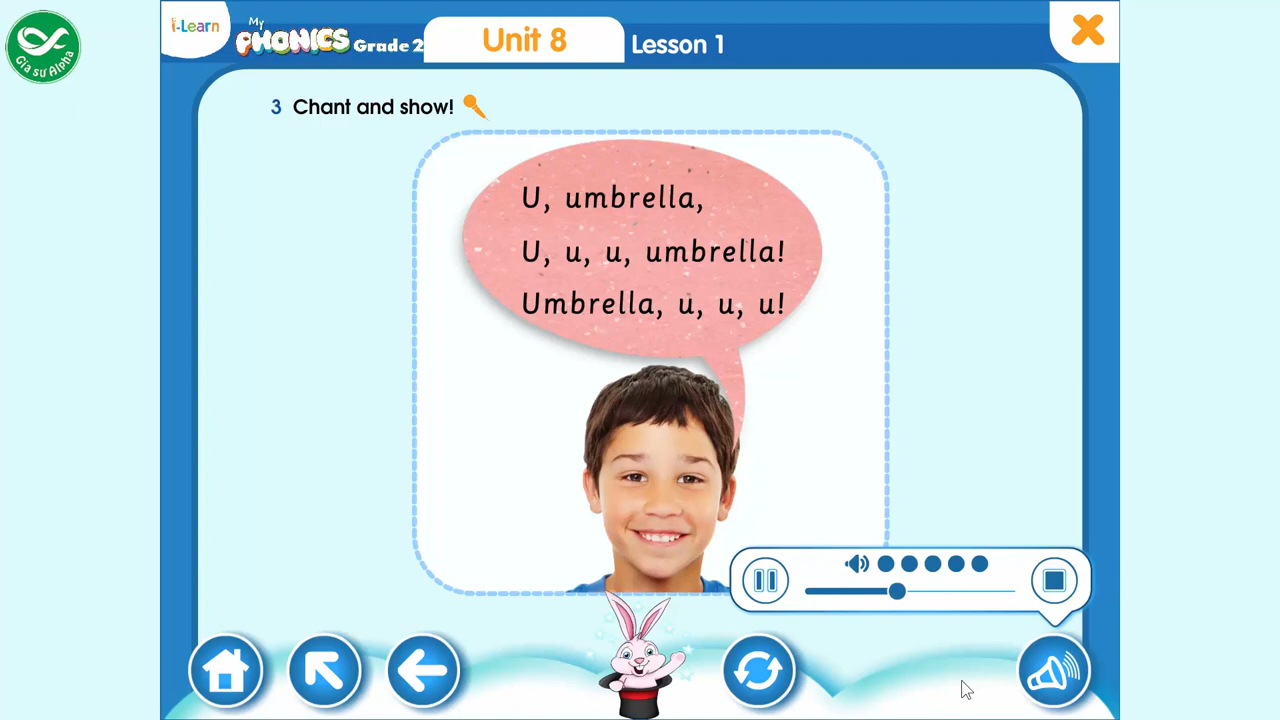 Gia sư Alpha
i-Learn
My
PHONICS Grade 2
Unit 8
Lesson 1
3 Chant and show!
U, umbrella,
U, u, u, umbrella!
Umbrella, u, u, u!